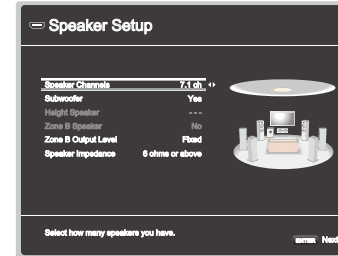 Speaker Setup
Speaker Channels 7.1 ch
Subwoofer Yes
Height Speaker - - -
Zone B Speaker No
Zone B Output Level Fixed
Speaker Impedance 6 ohms or above
Select how many speakers you have.
ENTER Next